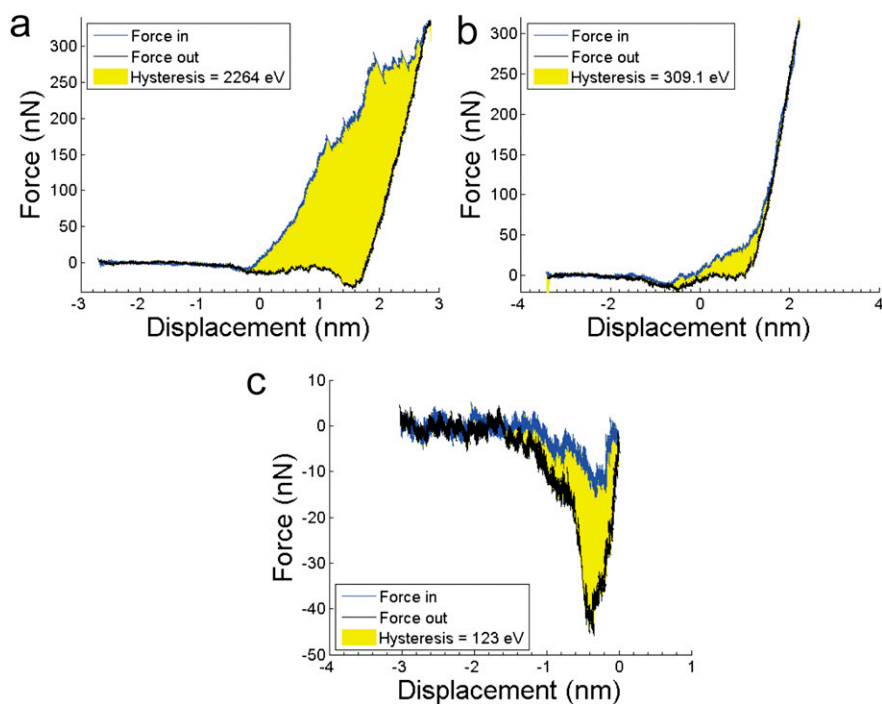 a
Force in
Force out
Hysteresis = 2264 eV
300
250
200
150
100
50
0
Force (nN)
-3 -2 -1 0 1 2 3
Displacement (nm)
b
Force in
Force out
Hysteresis = 309.1 eV
300
250
200
150
100
50
0
Force (nN)
-4 -2 0 2 4
Displacement (nm)
c
10
0
-10
-20
-30
-40
-50
Force (nN)
Force in
Force out
Hysteresis = 123 eV
-4 -3 -2 -1 0 1
Displacement (nm)